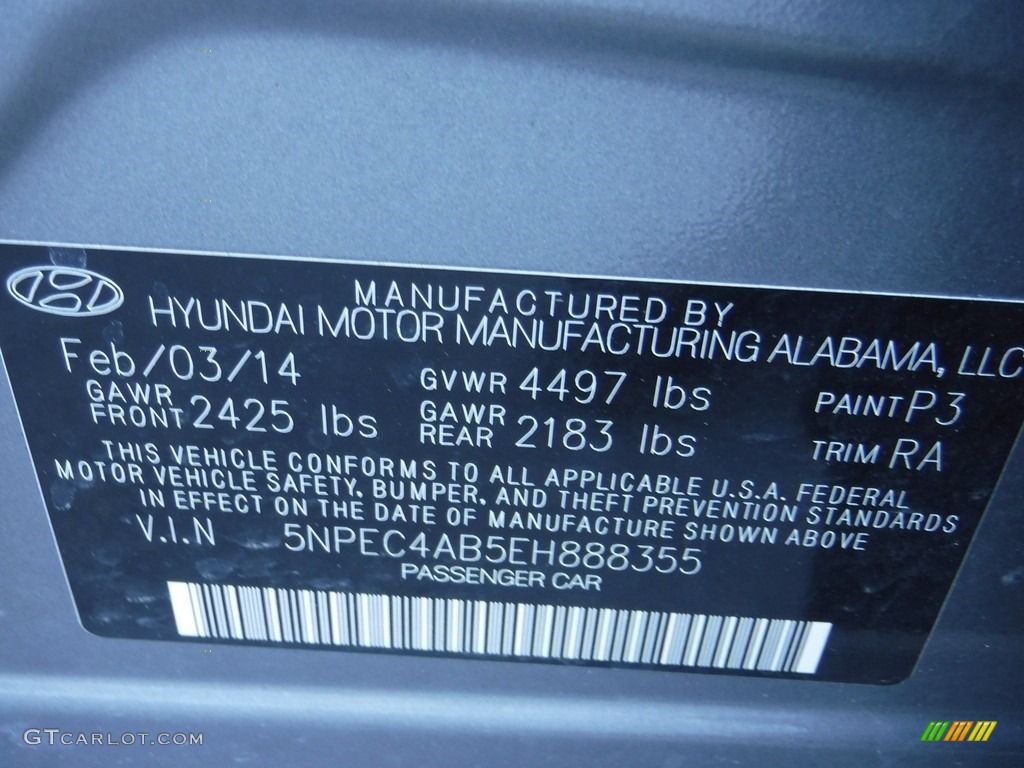 MANUFACTURED BY
HYUNDAI MOTOR MANUFACTURING ALABAMA, LLC
Feb/03/14
GAWR FRONT 2425 lbs
GVWR 4497 lbs
GAWR REAR 2183 lbs
PAINT P3
TRIM RA
THIS VEHICLE CONFORMS TO ALL APPLICABLE U.S.A. FEDERAL
MOTOR VEHICLE SAFETY, BUMPER, AND THEFT PREVENTION STANDARDS
IN EFFECT ON THE DATE OF MANUFACTURE SHOWN ABOVE
V.I.N 5NPEC4AB5EH888355
PASSENGER CAR
GTCARLOT.COM